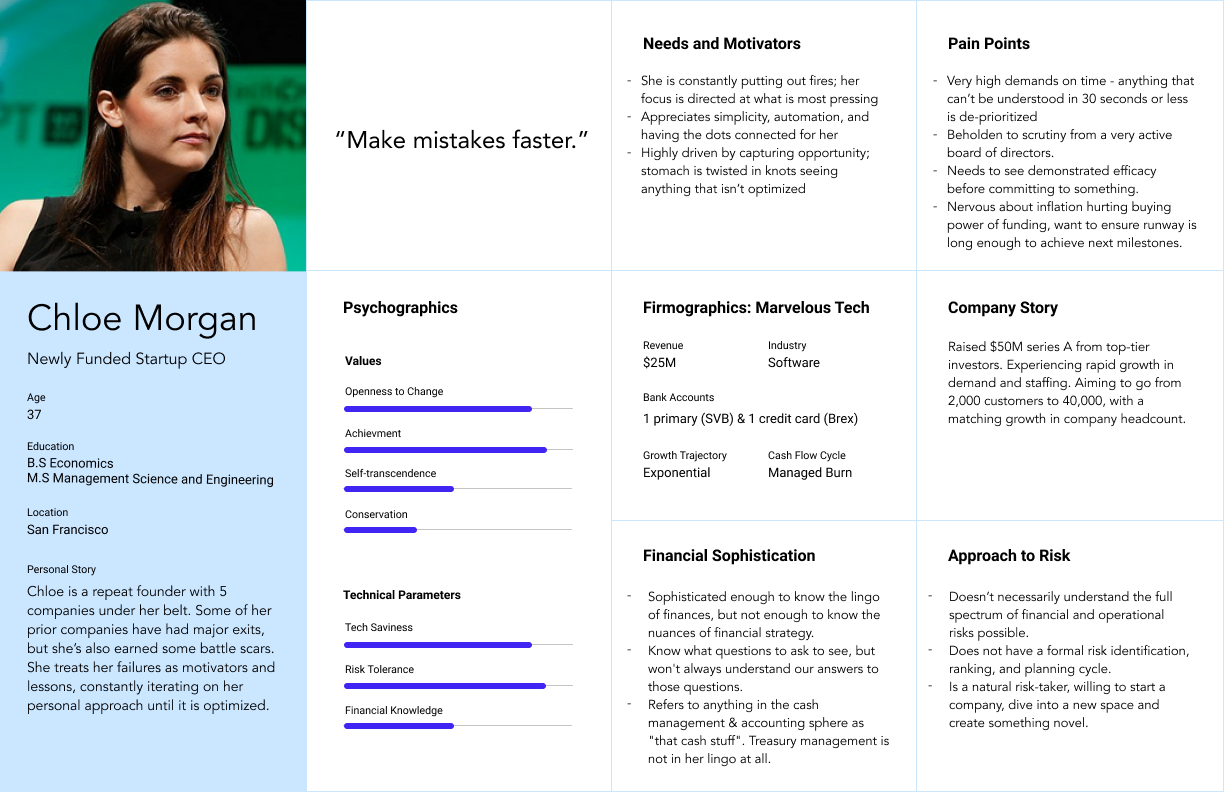 PT
DIS
"Make mistakes faster."
Needs and Motivators
- She is constantly putting out fires; her
focus is directed at what is most pressing
- Appreciates simplicity, automation, and
having the dots connected for her
- Highly driven by capturing opportunity;
stomach is twisted in knots seeing
anything that isn't optimized
Pain Points
- Very high demands on time - anything that
can't be understood in 30 seconds or less
is de-prioritized
- Beholden to scrutiny from a very active
board of directors.
- Needs to see demonstrated efficacy
before committing to something.
- Nervous about inflation hurting buying
power of funding, want to ensure runway is
long enough to achieve next milestones.
Chloe Morgan
Newly Funded Startup CEO
Age
37
Education
B.S Economics
M.S Management Science and Engineering
Location
San Francisco
Personal Story
Chloe is a repeat founder with 5
companies under her belt. Some of her
prior companies have had major exits,
but she's also earned some battle scars.
She treats her failures as motivators and
lessons, constantly iterating on her
personal approach until it is optimized.
Psychographics
Values
Openness to Change
Achievment
Self-transcendence
Conservation
Technical Parameters
Tech Saviness
Risk Tolerance
Financial Knowledge
Firmographics: Marvelous Tech
Revenue
$25M
Industry
Software
Bank Accounts
1 primary (SVB) & 1 credit card (Brex)
Growth Trajectory
Exponential
Cash Flow Cycle
Managed Burn
Company Story
Raised $50M series A from top-tier
investors. Experiencing rapid growth in
demand and staffing. Aiming to go from
2,000 customers to 40,000, with a
matching growth in company headcount.
Financial Sophistication
- Sophisticated enough to know the lingo
of finances, but not enough to know the
nuances of financial strategy.
- Know what questions to ask to see, but
won't always understand our answers to
those questions.
- Refers to anything in the cash
management & accounting sphere as
"that cash stuff". Treasury management is
not in her lingo at all.
Approach to Risk
- Doesn't necessarily understand the full
spectrum of financial and operational
risks possible.
- Does not have a formal risk identification,
ranking, and planning cycle.
- Is a natural risk-taker, willing to start a
company, dive into a new space and
create something novel.